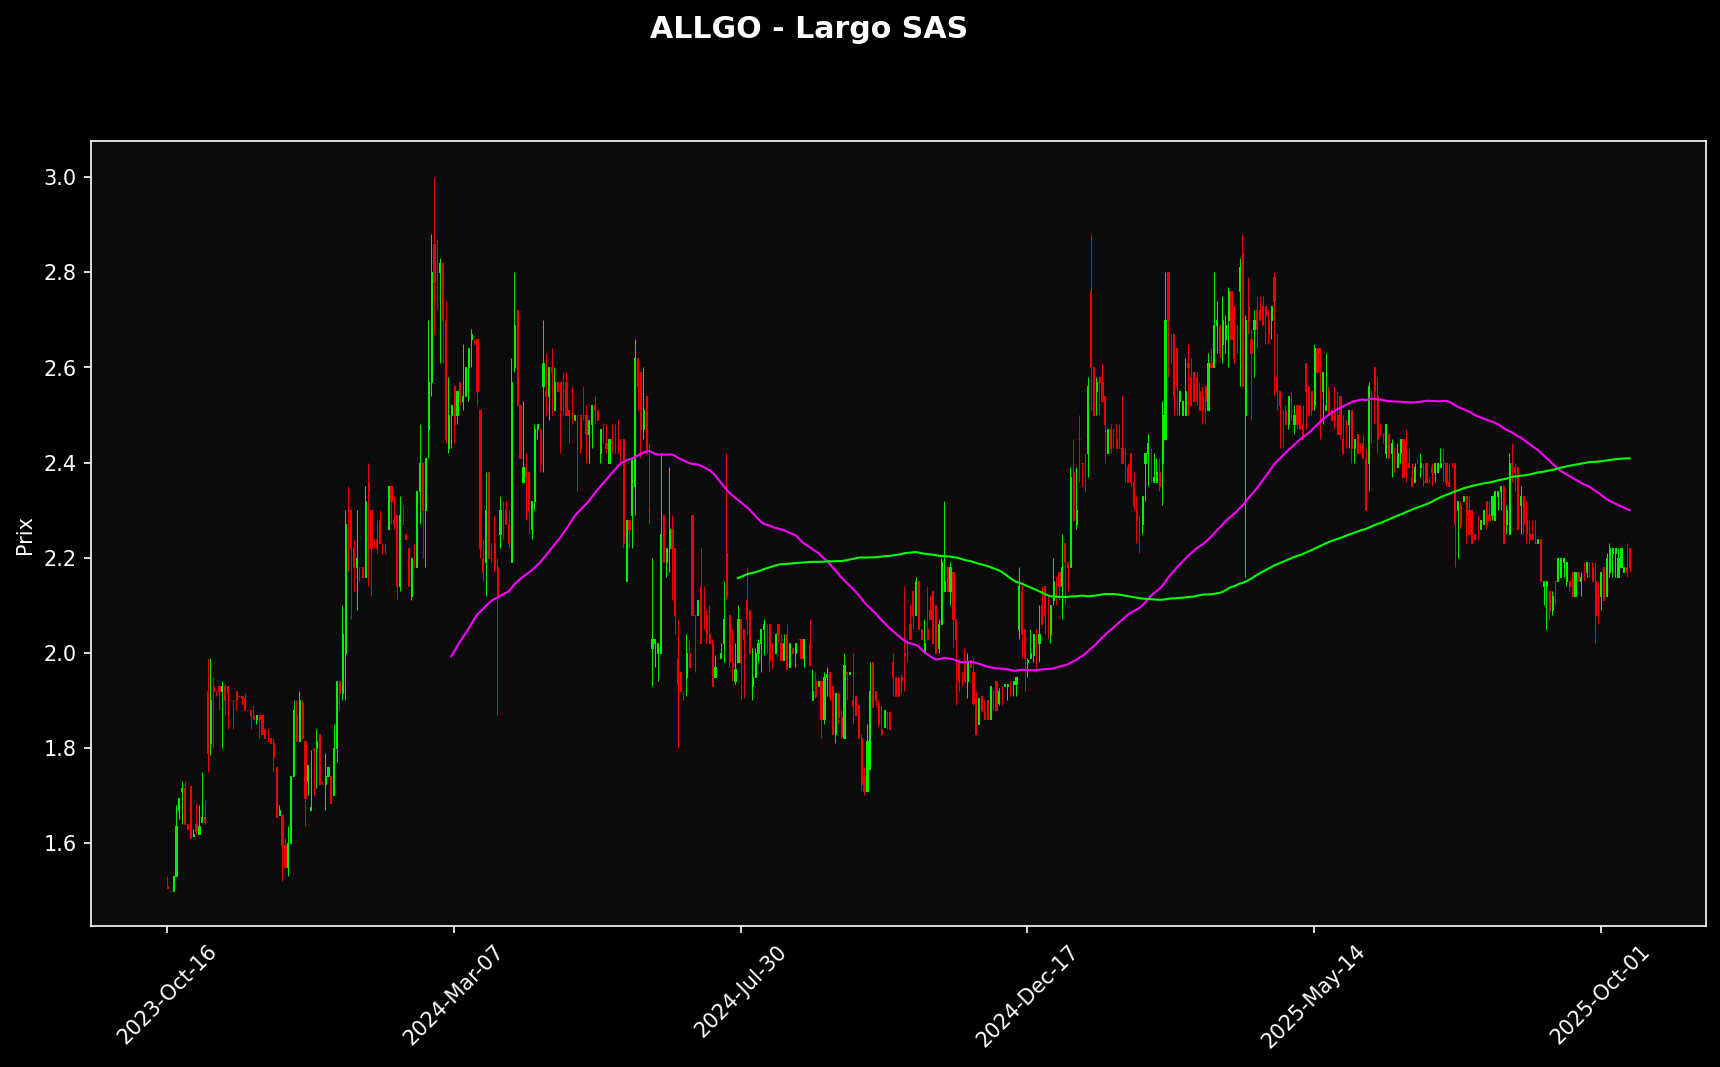 ALLGO - Largo SAS
Prix
3.0
2.8
2.6
2.4
2.2
2.0
1.8
1.6
2023-Oct-16
2024-Mar-07
2024-Jul-30
2024-Dec-17
2025-May-14
2025-Oct-01